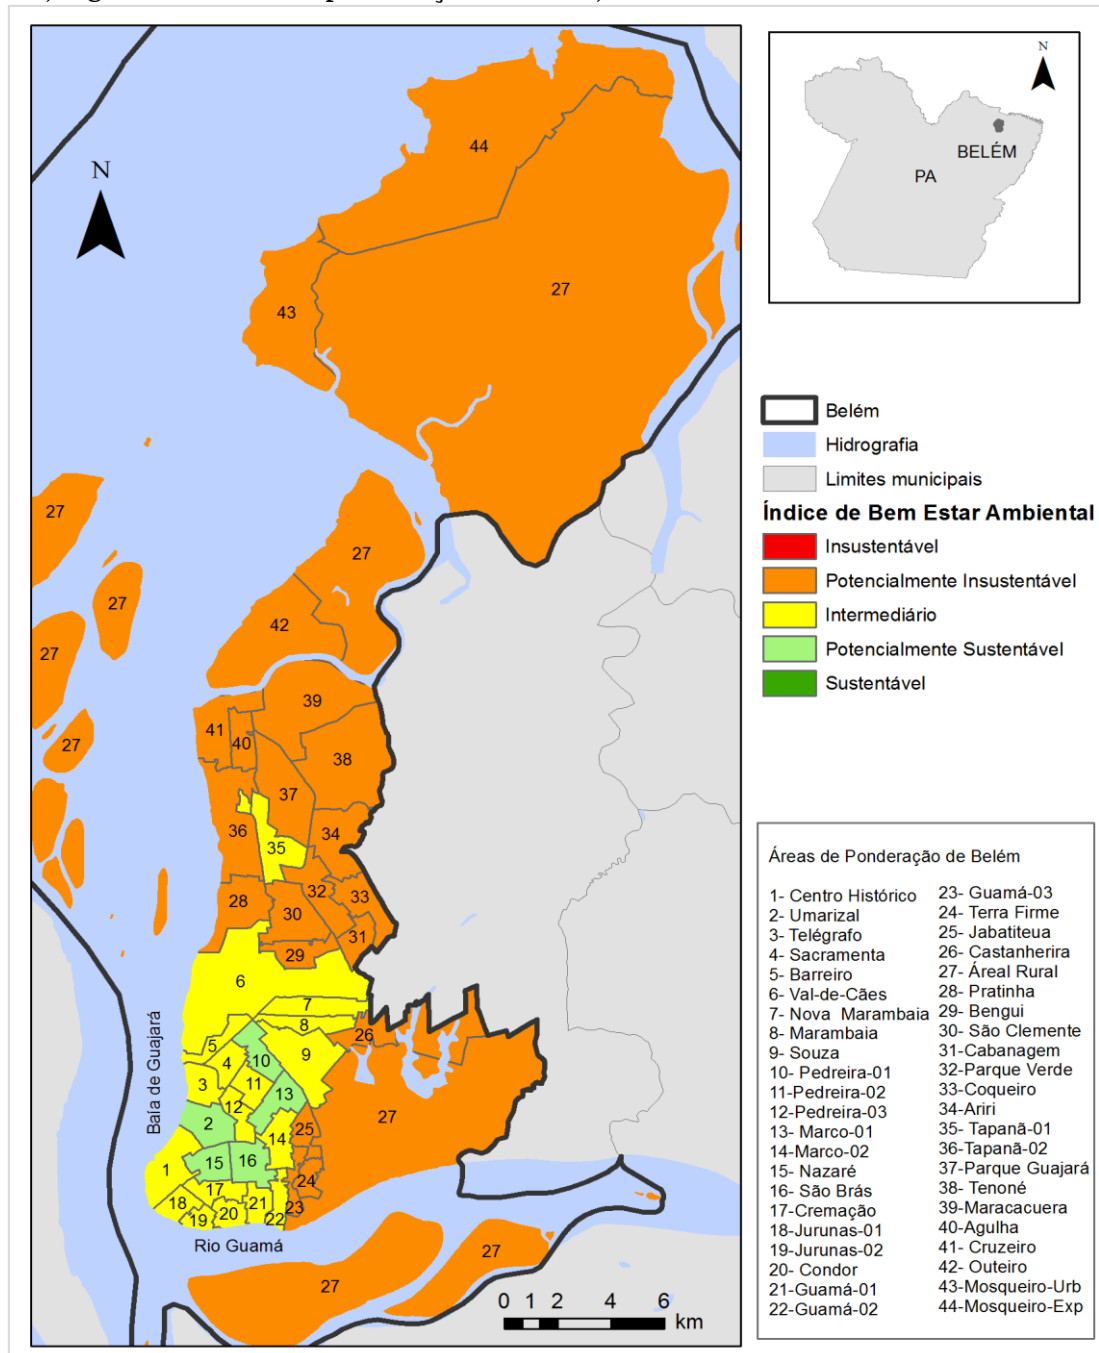 N
44
27
43
27
27
42
27
27
27
39
41
40
38
37
36
34
35
32
33
28
30
31
29
6
7
8
26
5
4
10
9
3
11
13
12
27
2
25
14
1
15
16
24
17
18
21
23
19
20
22
Baía de Guajará
Rio Guamá
27
27
0 1 2 4 6
km
N
BELÉM
PA
Belém
Hidrografia
Limites municipais
Índice de Bem Estar Ambiental
Insustentável
Potencialmente Insustentável
Intermediário
Potencialmente Sustentável
Sustentável
Áreas de Ponderação de Belém
1- Centro Histórico
2- Umarizal
3- Telégrafo
4- Sacramenta
5- Barreiro
6- Val-de-Cães
7- Nova Marambaia
8- Marambaia
9- Souza
10- Pedreira-01
11-Pedreira-02
12-Pedreira-03
13- Marco-01
14-Marco-02
15- Nazaré
16- São Brás
17-Cremação
18-Jurunas-01
19-Jurunas-02
20- Condor
21-Guamá-01
22-Guamá-02
23- Guamá-03
24- Terra Firme
25- Jabatiteua
26- Castanherira
27- Áreal Rural
28- Pratinha
29- Bengui
30- São Clemente
31-Cabanagem
32-Parque Verde
33-Coqueiro
34-Ariri
35- Tapanã-01
36-Tapanã-02
37-Parque Guajará
38- Tenoné
39-Maracacuera
40-Agulha
41- Cruzeiro
42- Outeiro
43-Mosqueiro-Urb
44-Mosqueiro-Exp